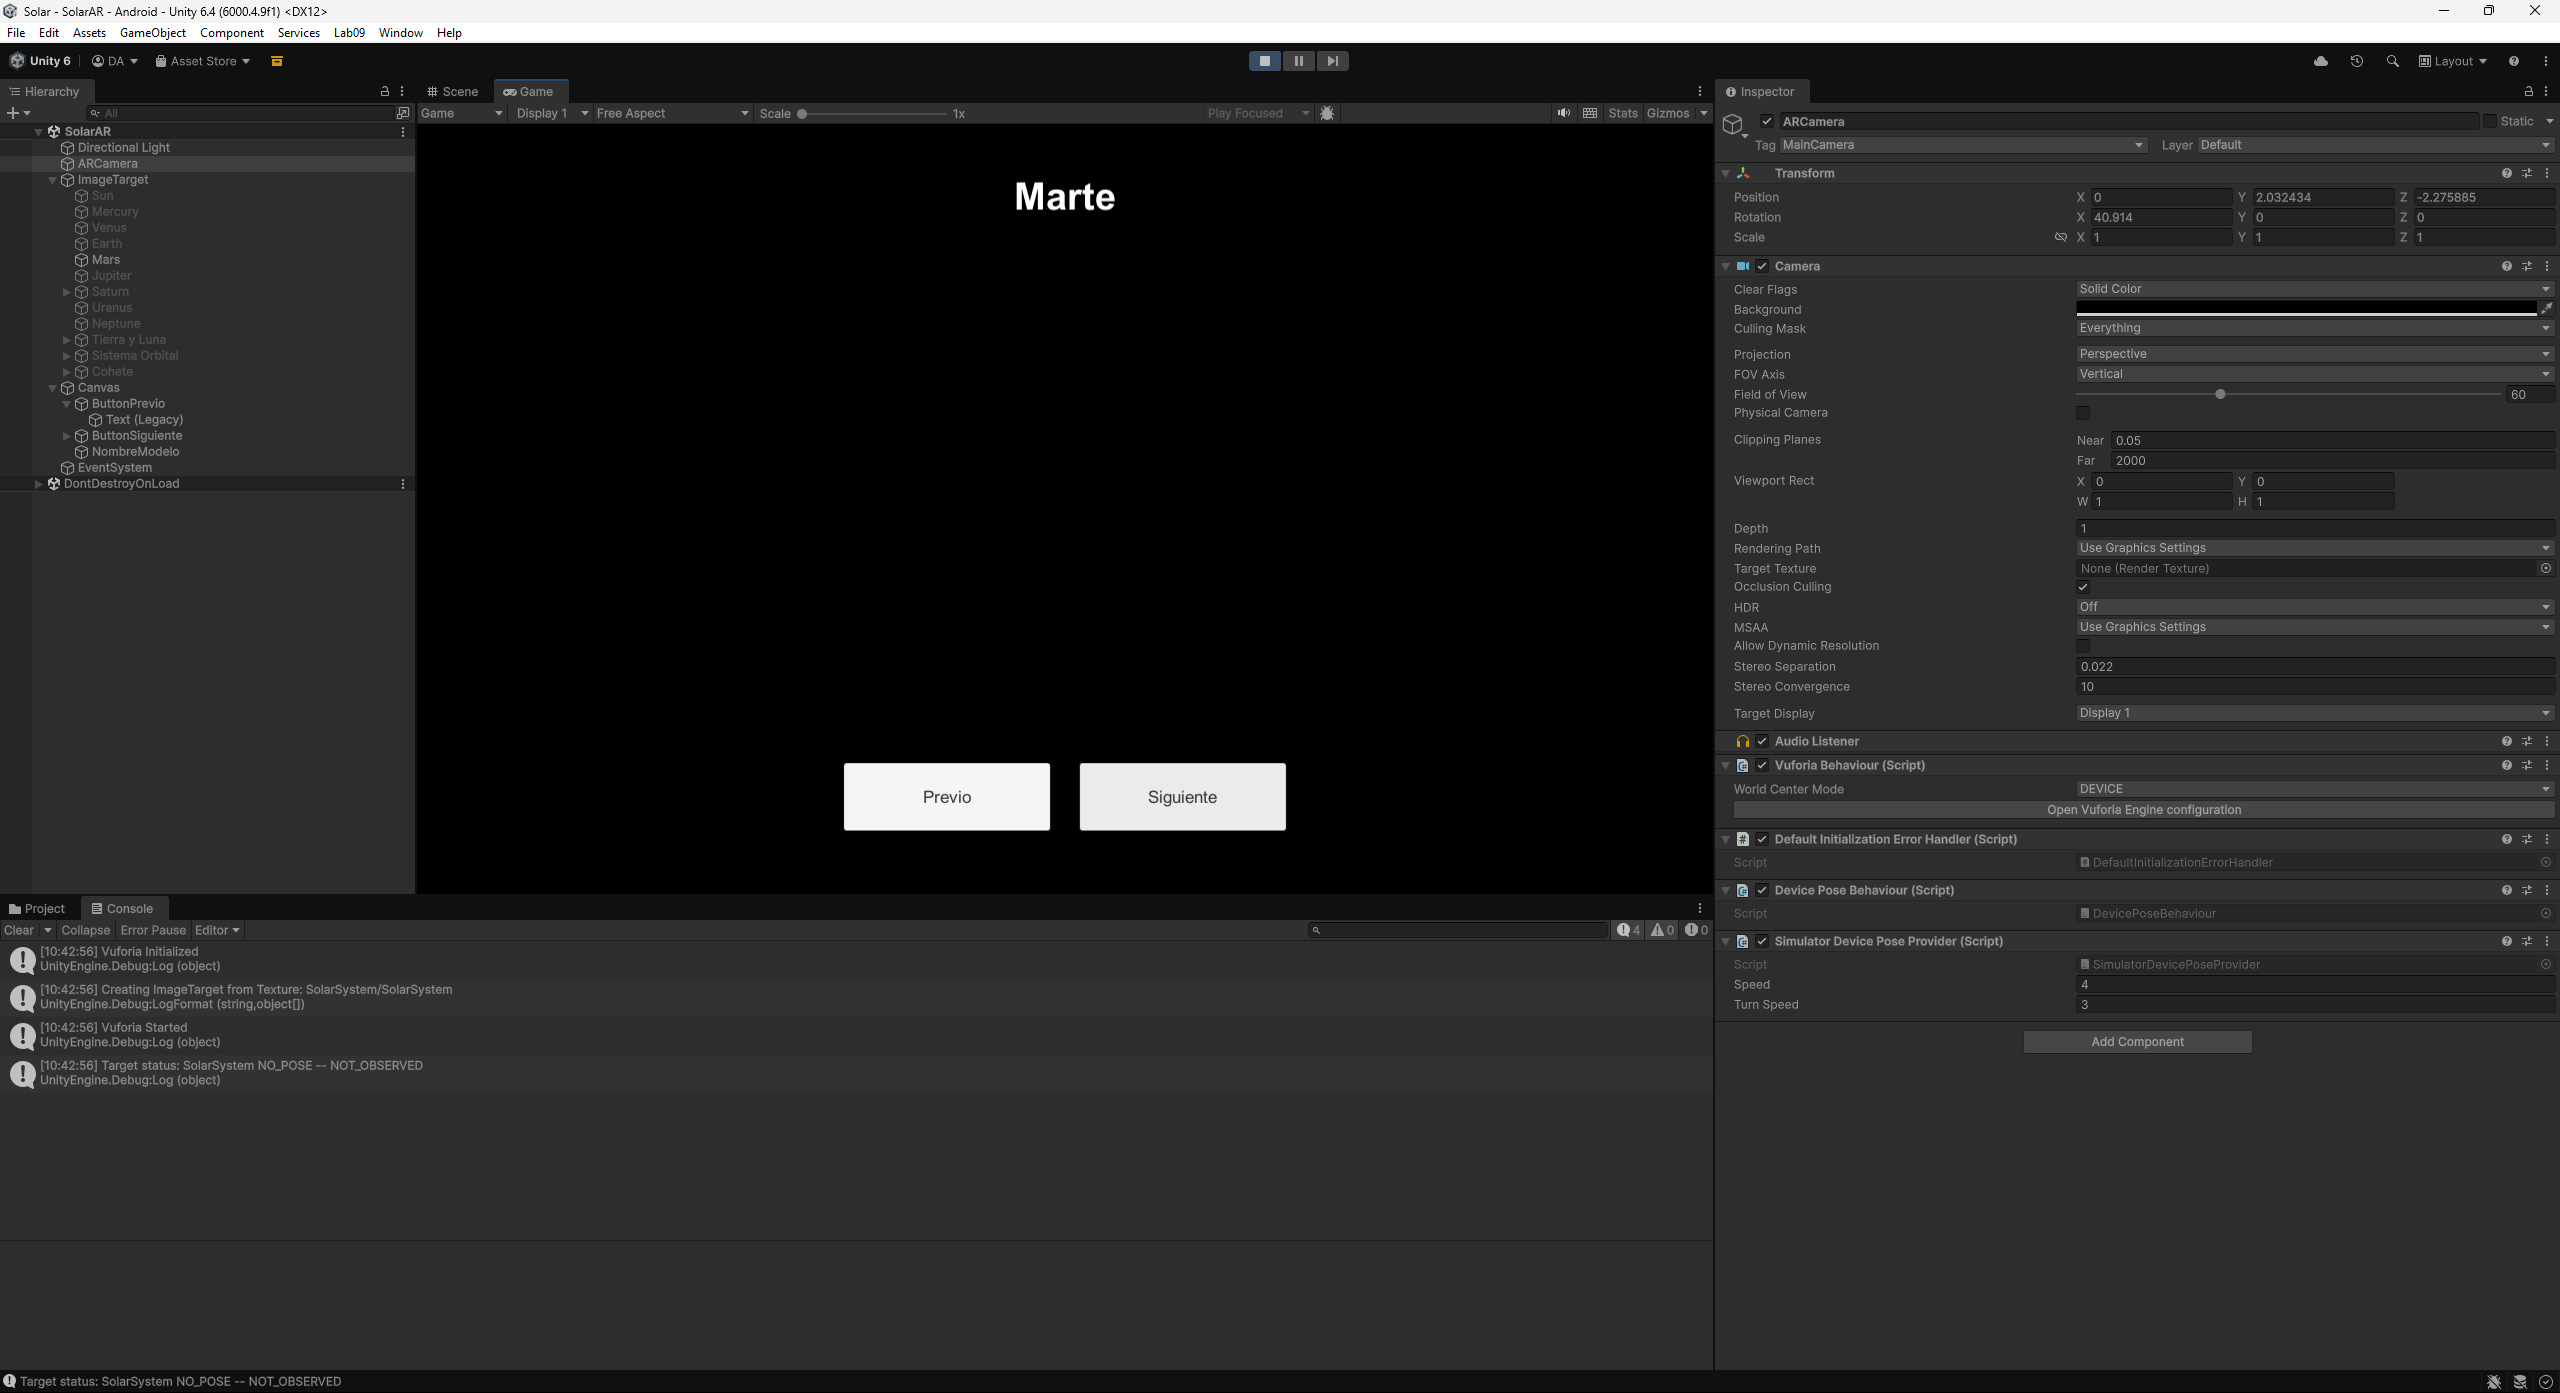 Solar - SolarAR - Android - Unity 6.4 (6000.4.9f1) <DX12>
File Edit Assets GameObject Component Services Lab09 Window Help
Unity 6 DA Asset Store Layout
Hierarchy
All
SolarAR
Directional Light
ARCamera
ImageTarget
Sun
Mercury
Venus
Earth
Mars
Jupiter
Saturn
Uranus
Neptune
Tierra y Luna
Sistema Orbital
Cohete
Canvas
ButtonPrevio
Text (Legacy)
ButtonSiguiente
NombreModelo
EventSystem
DontDestroyOnLoad
Scene Game
Game Display 1 Free Aspect Scale 1x Play Focused Stats Gizmos
Marte
Previo Siguiente
Project Console
Clear Collapse Error Pause Editor 4 0 0
[10:42:56] Vuforia Initialized
UnityEngine.Debug:Log (object)
[10:42:56] Creating ImageTarget from Texture: SolarSystem/SolarSystem
UnityEngine.Debug:LogFormat (string,object[])
[10:42:56] Vuforia Started
UnityEngine.Debug:Log (object)
[10:42:56] Target status: SolarSystem NO_POSE -- NOT_OBSERVED
UnityEngine.Debug:Log (object)
Inspector
ARCamera Static
Tag MainCamera Layer Default
Transform
Position X 0 Y 2.032434 Z -2.275885
Rotation X 40.914 Y 0 Z 0
Scale X 1 Y 1 Z 1
Camera
Clear Flags Solid Color
Background
Culling Mask Everything
Projection Perspective
FOV Axis Vertical
Field of View 60
Physical Camera
Clipping Planes Near 0.05
Far 2000
Viewport Rect X 0 Y 0
W 1 H 1
Depth 1
Rendering Path Use Graphics Settings
Target Texture None (Render Texture)
Occlusion Culling
HDR Off
MSAA Use Graphics Settings
Allow Dynamic Resolution
Stereo Separation 0.022
Stereo Convergence 10
Target Display Display 1
Audio Listener
Vuforia Behaviour (Script)
World Center Mode DEVICE
Open Vuforia Engine configuration
Default Initialization Error Handler (Script)
Script DefaultInitializationErrorHandler
Device Pose Behaviour (Script)
Script DevicePoseBehaviour
Simulator Device Pose Provider (Script)
Script SimulatorDevicePoseProvider
Speed 4
Turn Speed 3
Add Component
Target status: SolarSystem NO_POSE -- NOT_OBSERVED